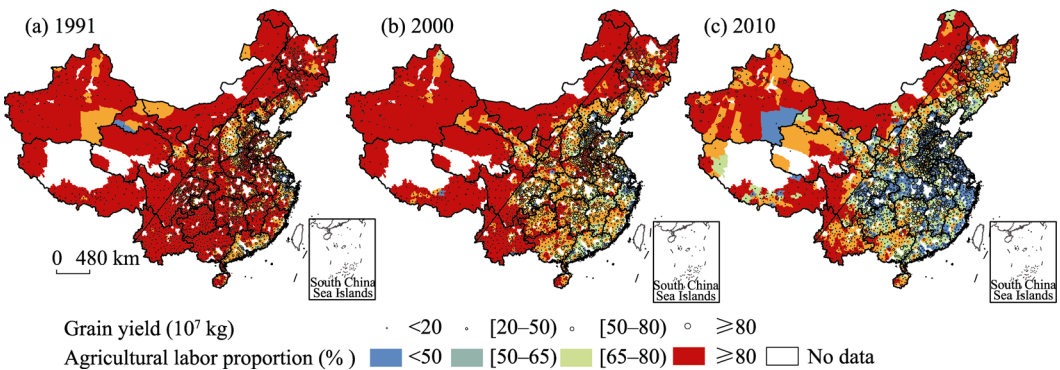 (a) 1991
(b) 2000
(c) 2010
0 480 km
South China
Sea Islands
South China
Sea Islands
South China
Sea Islands
Grain yield (10⁷ kg) <20 [20–50) [50–80) ≥80
Agricultural labor proportion (%) <50 [50–65) [65–80) ≥80 No data